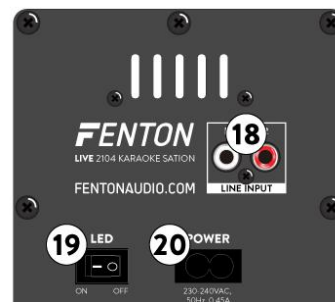 FENTON
18
LIVE 2104 KARAOKE SATION
FENTONAUDIO.COM
LINE INPUT
19
LED
20
POWER
ON OFF
230-240VAC,
50Hz, 0.45A